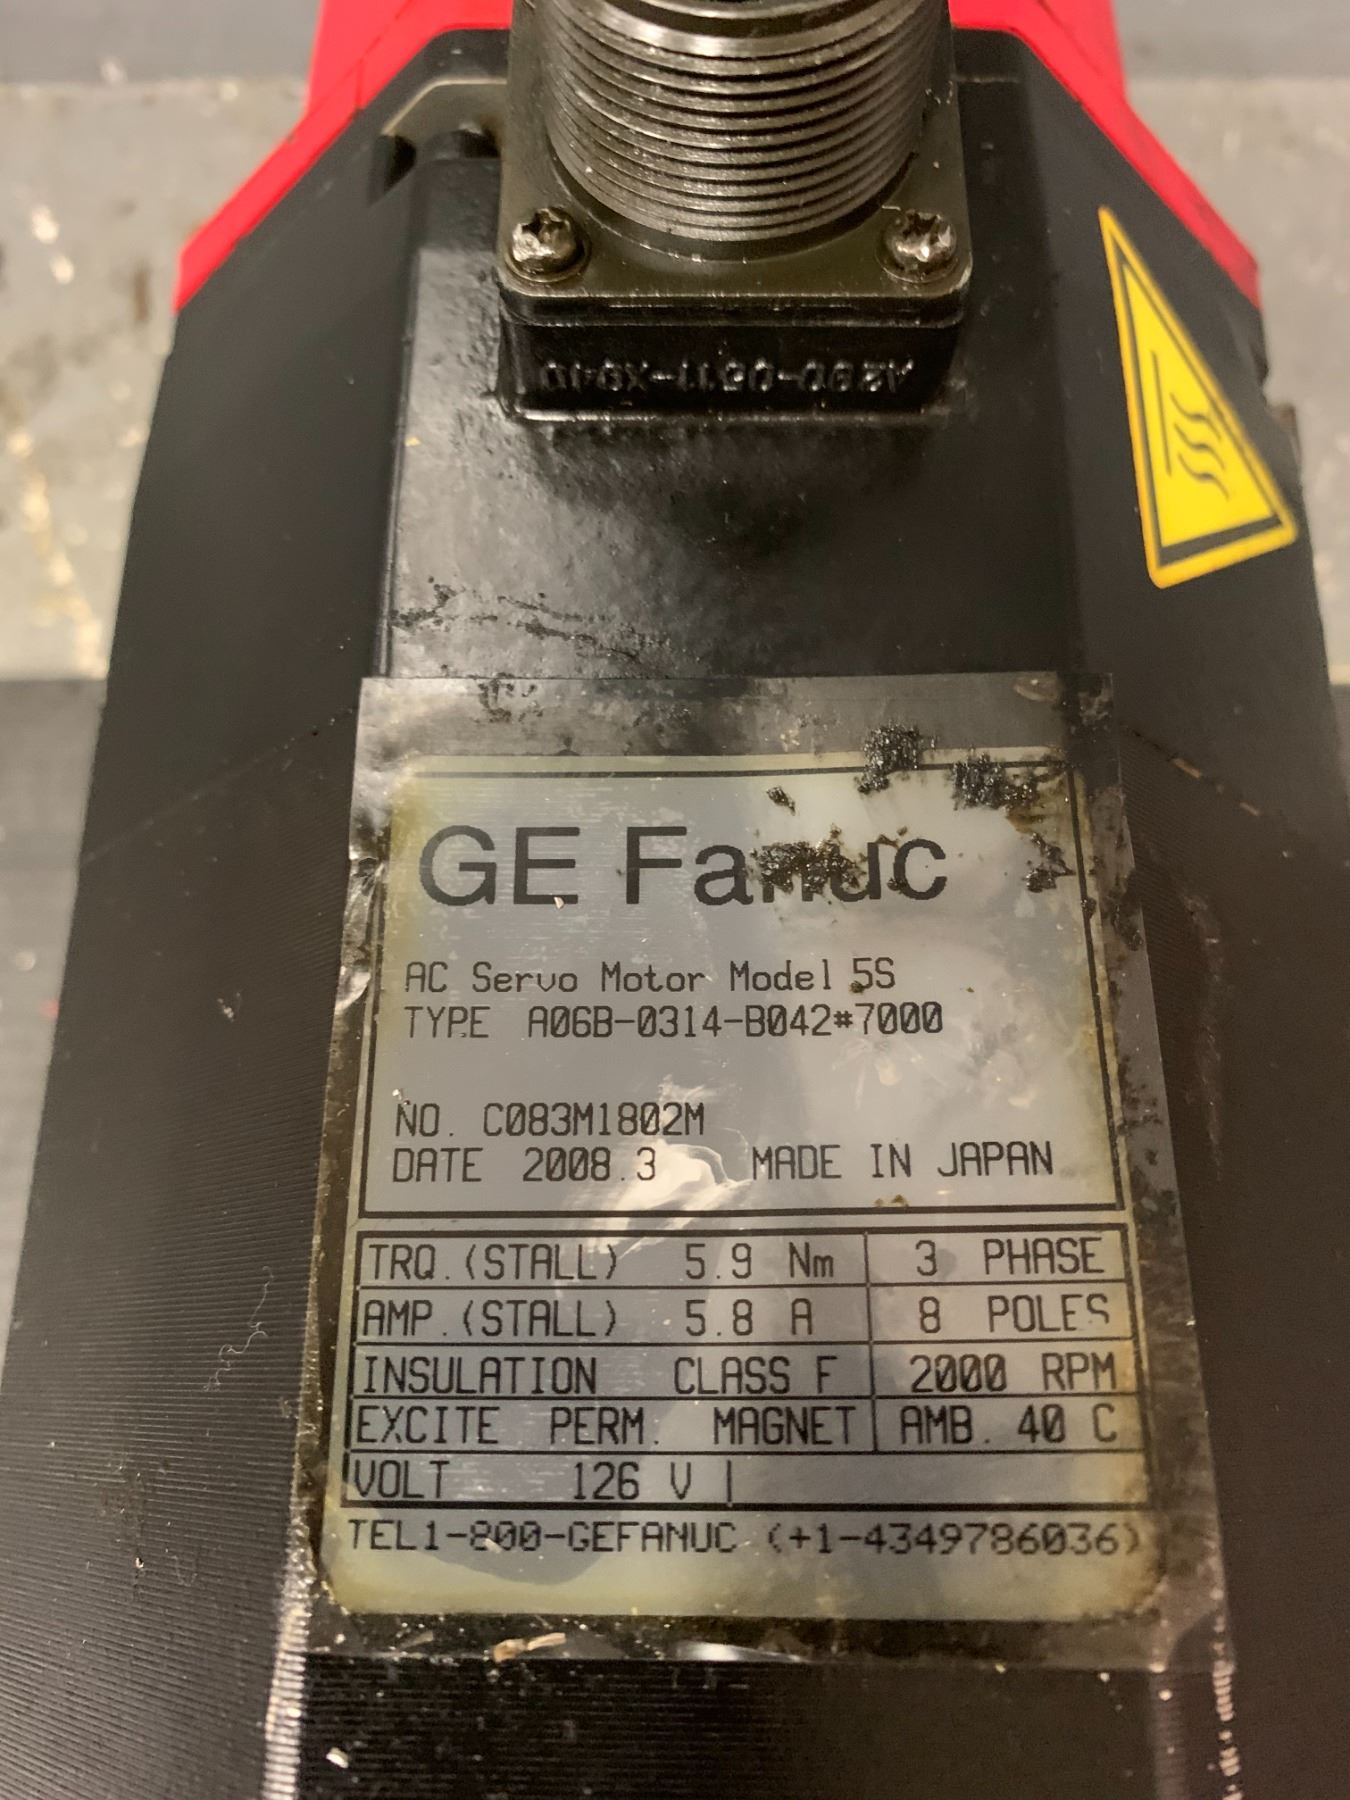 A290-0511-X94D
GE Fanuc
AC Servo Motor Model 5S
TYPE A06B-0314-B042#7000
NO. C083M1802M
DATE 2008.3 MADE IN JAPAN
TRQ.(STALL) 5.9 Nm 3 PHASE
AMP.(STALL) 5.8 A 8 POLES
INSULATION CLASS F 2000 RPM
EXCITE PERM. MAGNET AMB. 40 C
VOLT 126 V
TEL1-800-GEFANUC (+1-4349786036)